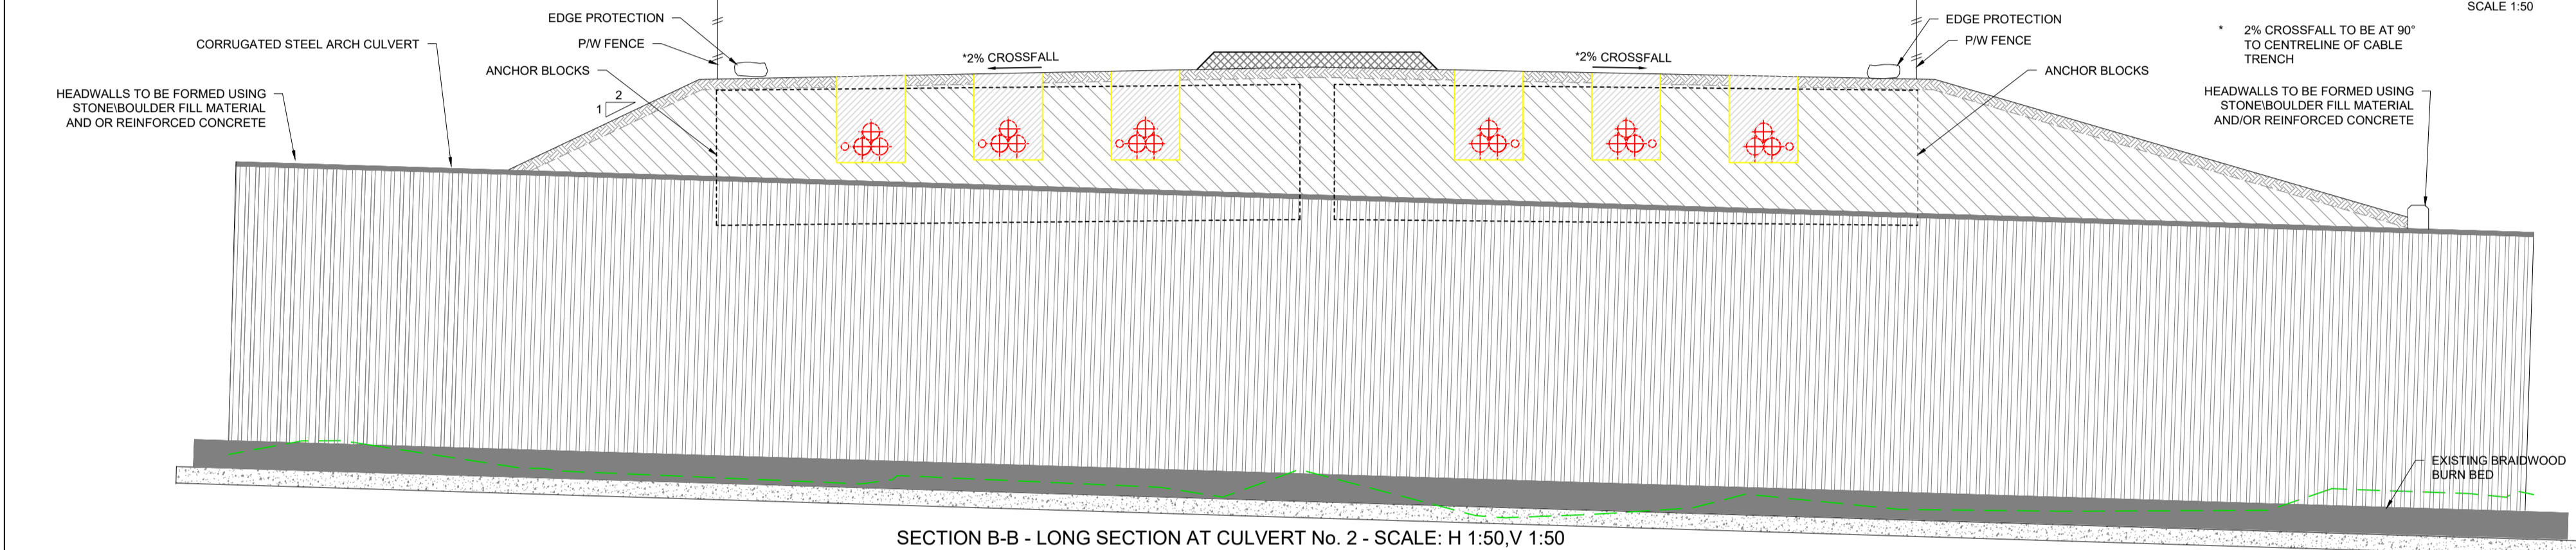 SCALE 1:50
EDGE PROTECTION
P/W FENCE
CORRUGATED STEEL ARCH CULVERT
ANCHOR BLOCKS
HEADWALLS TO BE FORMED USING
STONE\BOULDER FILL MATERIAL
AND OR REINFORCED CONCRETE
2
1
*2% CROSSFALL
*2% CROSSFALL
EDGE PROTECTION
P/W FENCE
ANCHOR BLOCKS
* 2% CROSSFALL TO BE AT 90°
TO CENTRELINE OF CABLE
TRENCH
HEADWALLS TO BE FORMED USING
STONE\BOULDER FILL MATERIAL
AND/OR REINFORCED CONCRETE
EXISTING BRAIDWOOD
BURN BED
SECTION B-B - LONG SECTION AT CULVERT No. 2 - SCALE: H 1:50,V 1:50